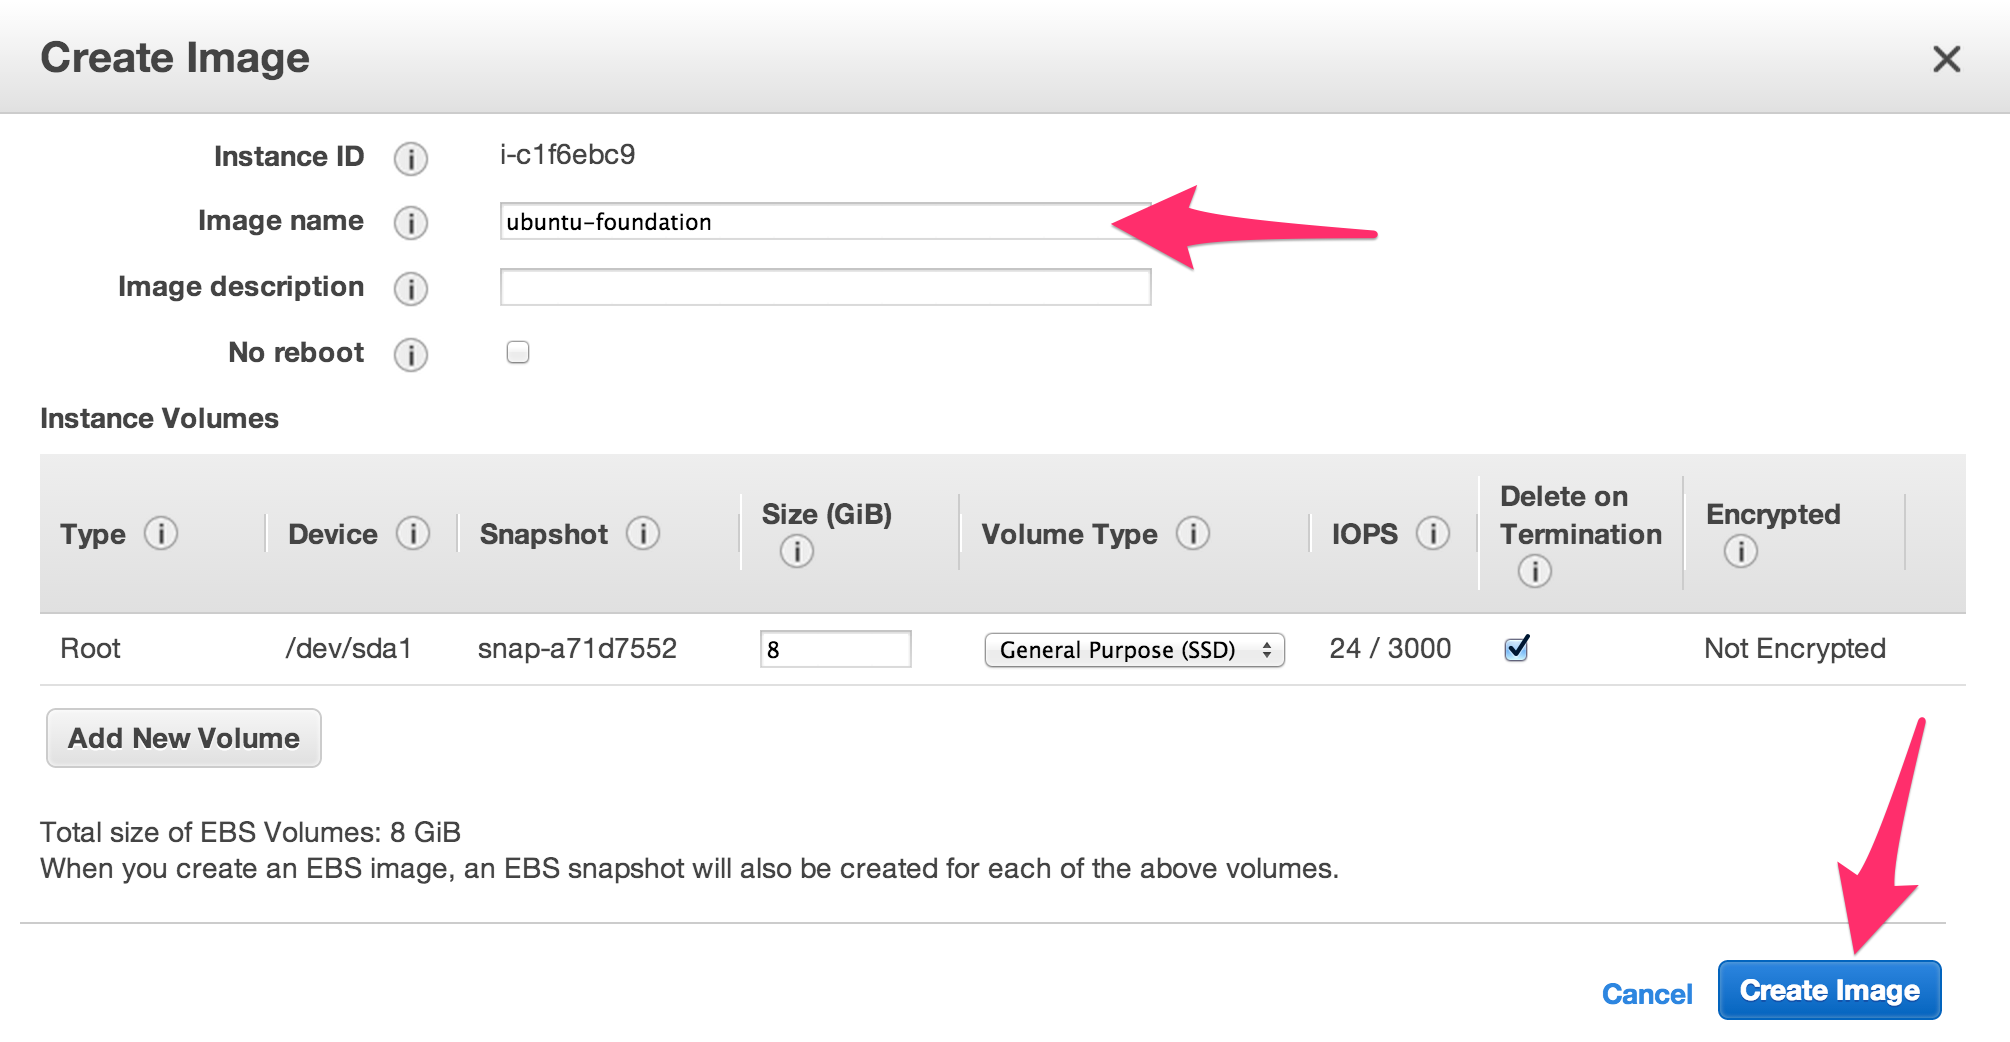 Create Image
Instance ID i i-c1f6ebc9
Image name i ubuntu-foundation
Image description i
No reboot i
Instance Volumes
Type i Device i Snapshot i Size (GiB) i Volume Type i IOPS i Delete on Termination i Encrypted i
Root /dev/sda1 snap-a71d7552 8 General Purpose (SSD) 24 / 3000 Not Encrypted
Add New Volume
Total size of EBS Volumes: 8 GiB
When you create an EBS image, an EBS snapshot will also be created for each of the above volumes.
Cancel Create Image